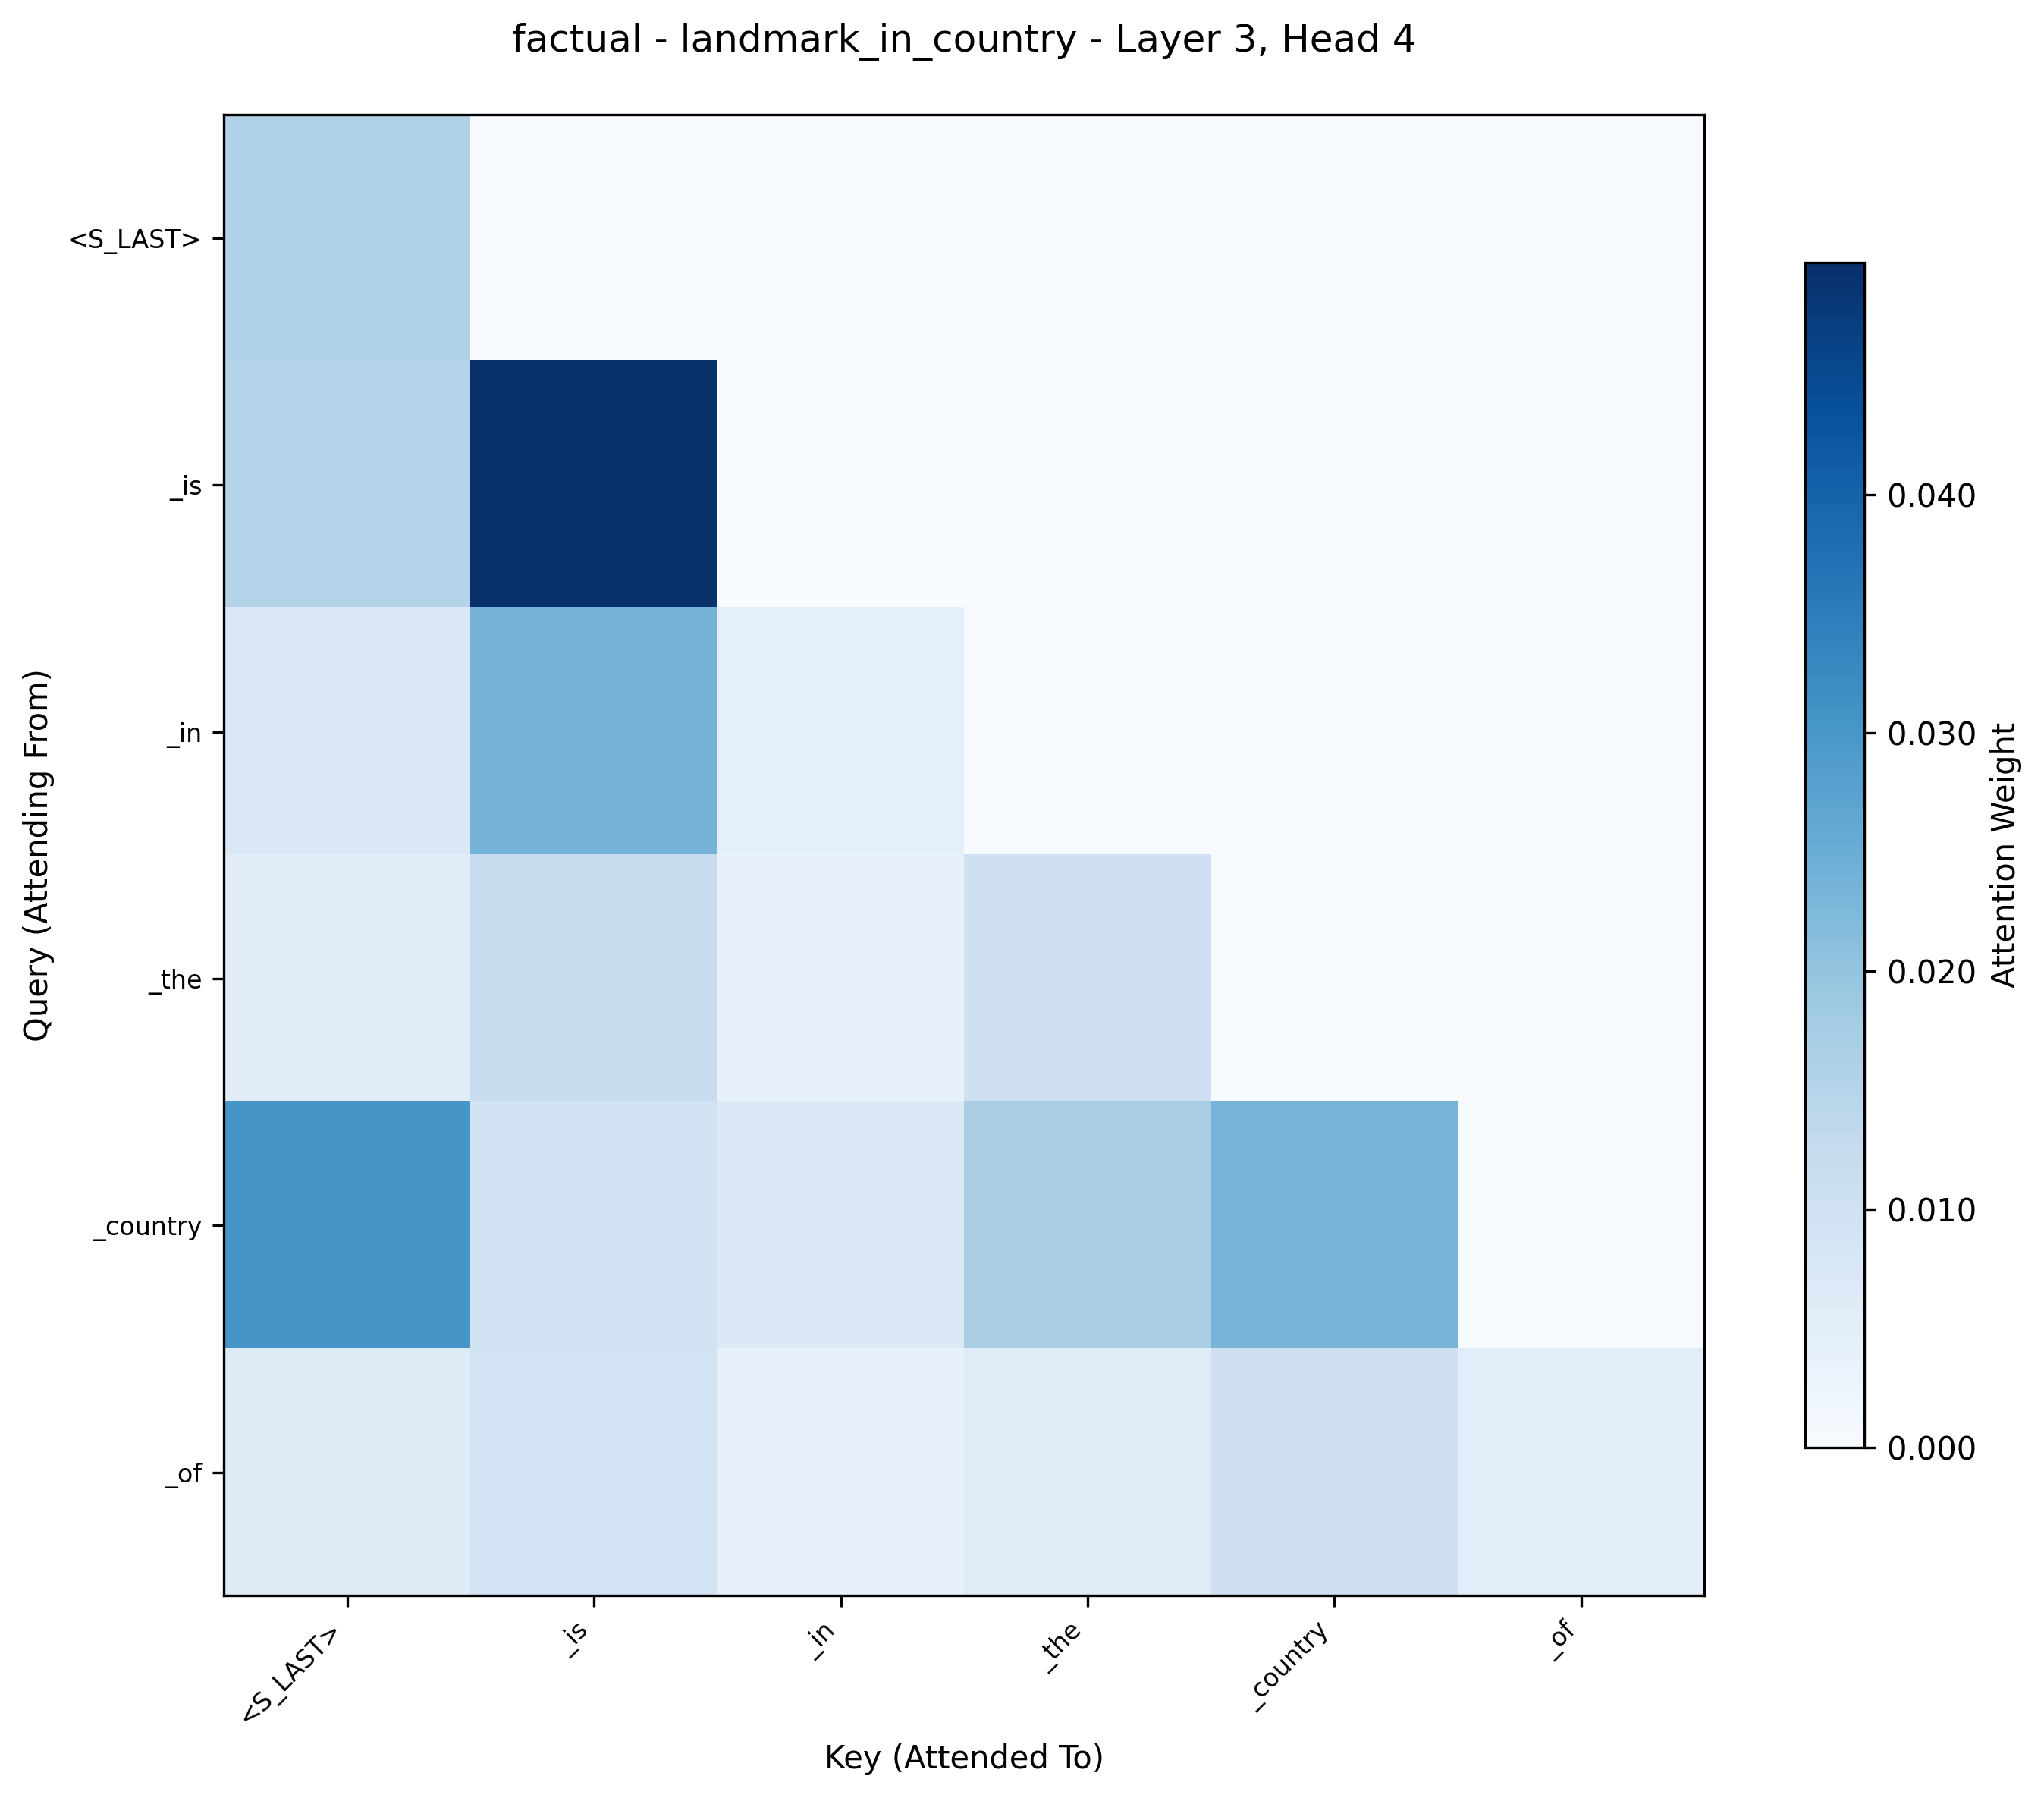 factual - landmark_in_country - Layer 3, Head 4
Query (Attending From)
<S_LAST>
_is
_in
_the
_country
_of
<S_LAST>
_is
_in
_the
_country
_of
Key (Attended To)
0.040
0.030
0.020
0.010
0.000
Attention Weight